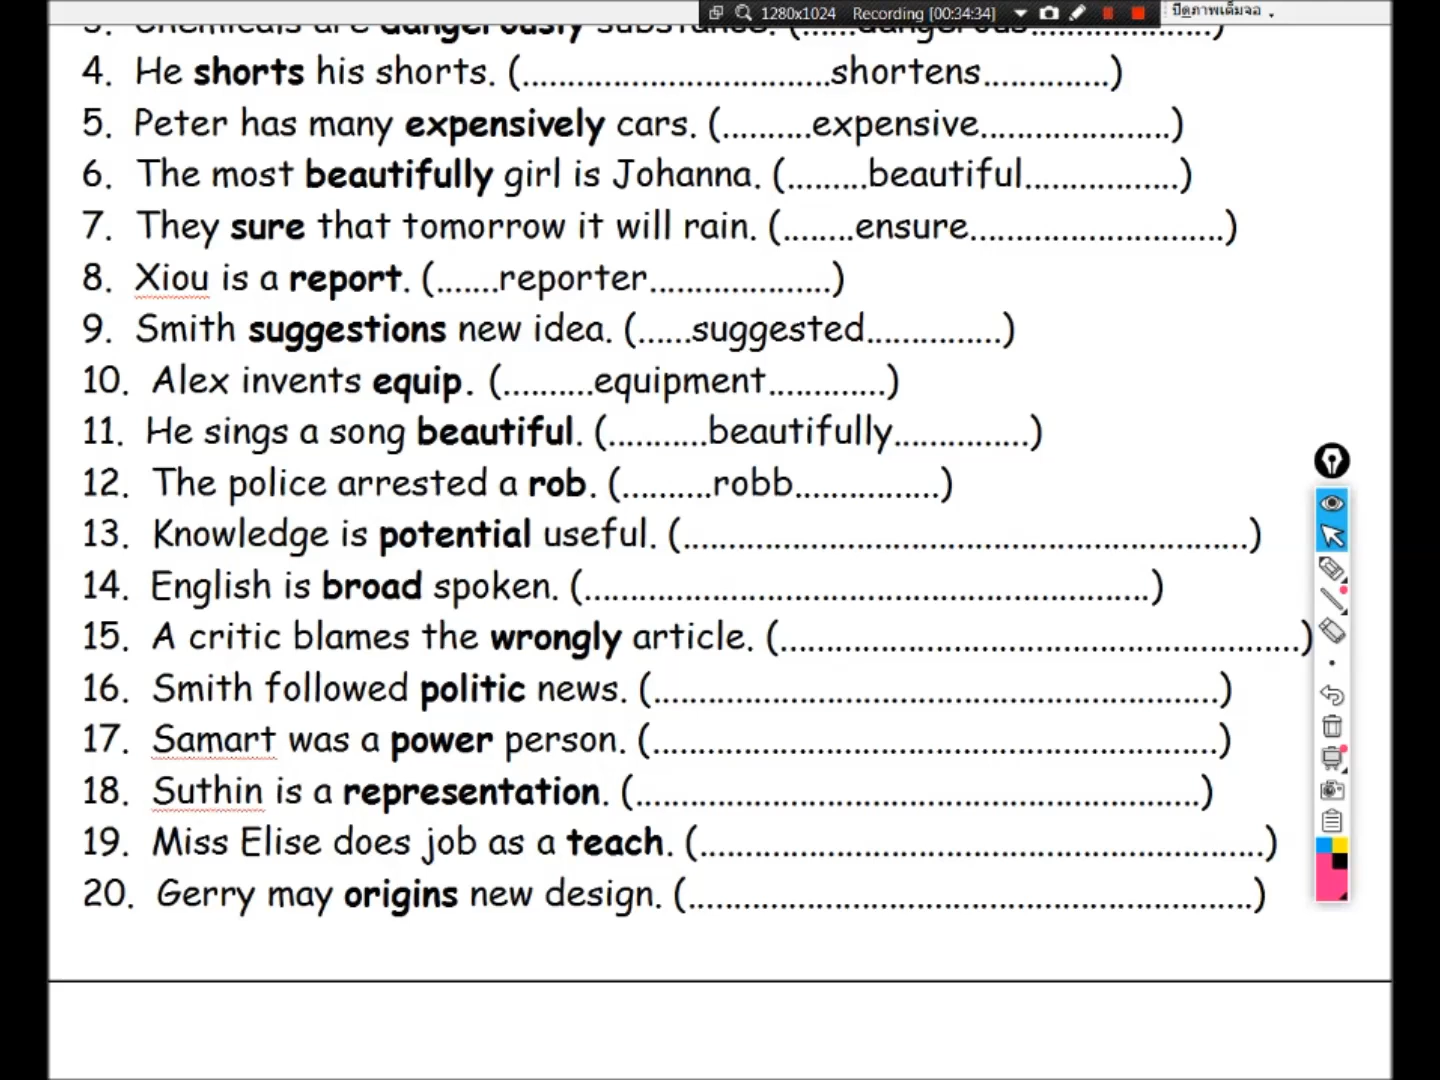 1280x1024 Recording [00:34:34] ปิดภาพเต็มจอ
3. Chemicals are dangerously substance. (......dangerous....................)
4. He shorts his shorts. (..................................shortens..............)
5. Peter has many expensively cars. (..........expensive.....................)
6. The most beautifully girl is Johanna. (.........beautiful.................)
7. They sure that tomorrow it will rain. (........ensure............................)
8. Xiou is a report. (.......reporter....................)
9. Smith suggestions new idea. (......suggested...............)
10. Alex invents equip. (..........equipment.............)
11. He sings a song beautiful. (...........beautifully...............)
12. The police arrested a rob. (..........robb................)
13. Knowledge is potential useful. (..............................................................)
14. English is broad spoken. (..............................................................)
15. A critic blames the wrongly article. (.........................................................)
16. Smith followed politic news. (..............................................................)
17. Samart was a power person. (..............................................................)
18. Suthin is a representation. (..............................................................)
19. Miss Elise does job as a teach. (..............................................................)
20. Gerry may origins new design. (..............................................................)